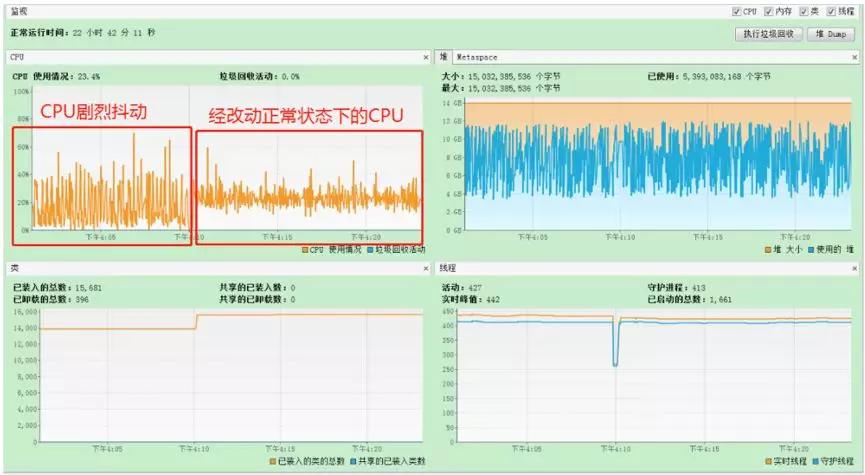 监视
CPU 内存 类 线程
正常运行时间: 22 小时 42 分 11 秒
执行垃圾回收 堆 Dump
CPU
CPU 使用情况: 23.4% 垃圾回收活动: 0.0%
100%
80%
60%
40%
20%
0%
CPU剧烈抖动
经改动正常状态下的CPU
下午4:05 下午4:10 下午4:15 下午4:20
CPU 使用情况 垃圾回收活动
堆 Metaspace
大小: 15,032,385,536 个字节 已使用: 5,393,083,168 个字节
最大: 15,032,385,536 个字节
14 GB
12 GB
10 GB
8 GB
6 GB
4 GB
2 GB
0 GB
下午4:05 下午4:10 下午4:15 下午4:20
堆 大小 使用的 堆
类
已装入的总数: 15,681 共享的已装入数: 0
已卸载的总数: 396 共享的已卸载数: 0
16,000
14,000
12,000
10,000
8,000
6,000
4,000
2,000
0
下午4:05 下午4:10 下午4:15 下午4:20
已装入的类的总数 共享的已装入类数
线程
活动: 427 守护进程: 413
实时峰值: 442 已启动的总数: 1,661
450
400
350
300
250
200
150
100
50
0
下午4:05 下午4:10 下午4:15 下午4:20
实时线程 守护线程